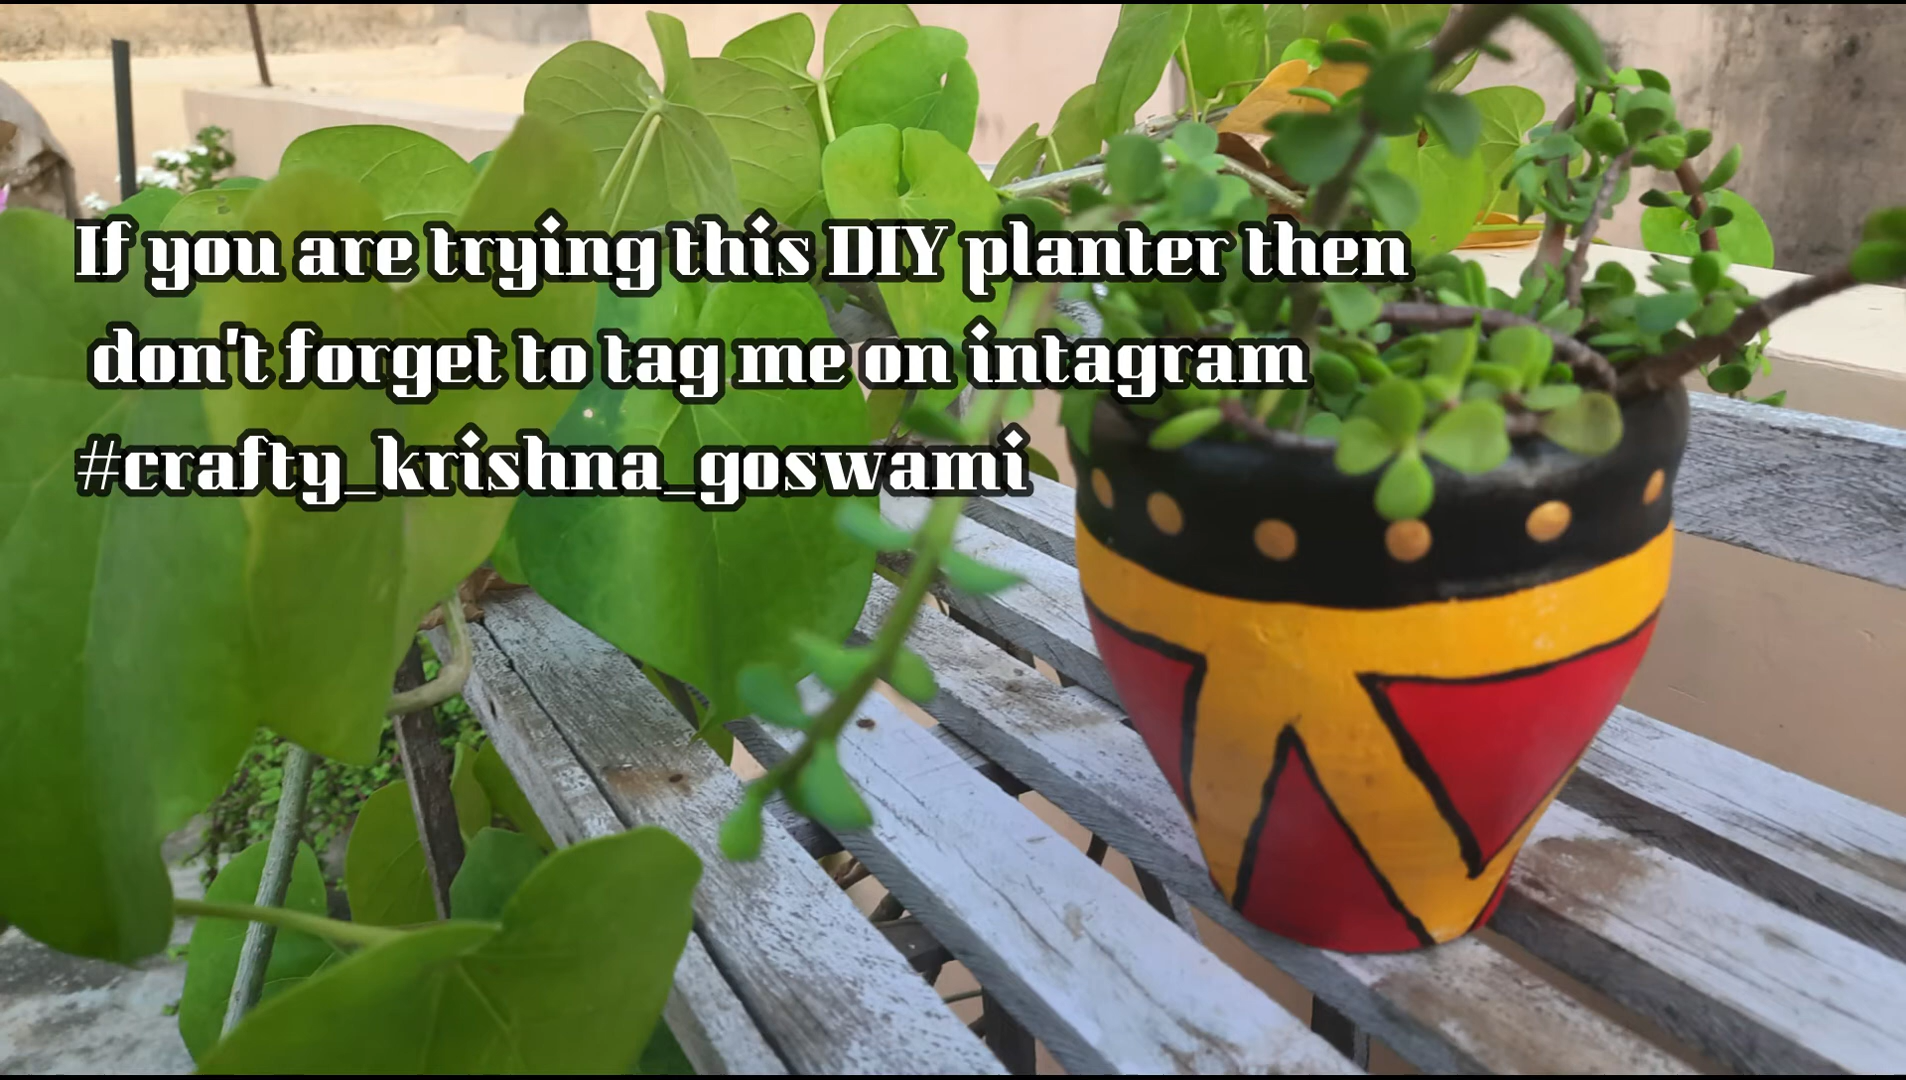 If you are trying this DIY planter then
don't forget to tag me on intagram
#crafty_krishna_goswami